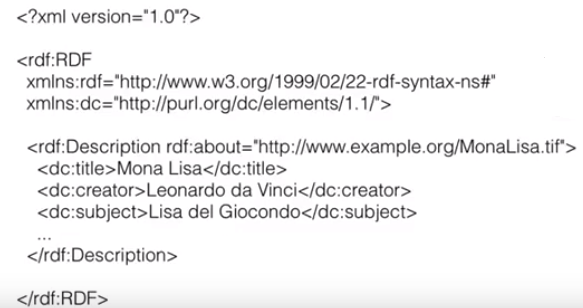 <?xml version="1.0"?>
<rdf:RDF
xmlns:rdf="http://www.w3.org/1999/02/22-rdf-syntax-ns#"
xmlns:dc="http://purl.org/dc/elements/1.1/">
<rdf:Description rdf:about="http://www.example.org/MonaLisa.tif">
<dc:title>Mona Lisa</dc:title>
<dc:creator>Leonardo da Vinci</dc:creator>
<dc:subject>Lisa del Giocondo</dc:subject>
...
</rdf:Description>
</rdf:RDF>